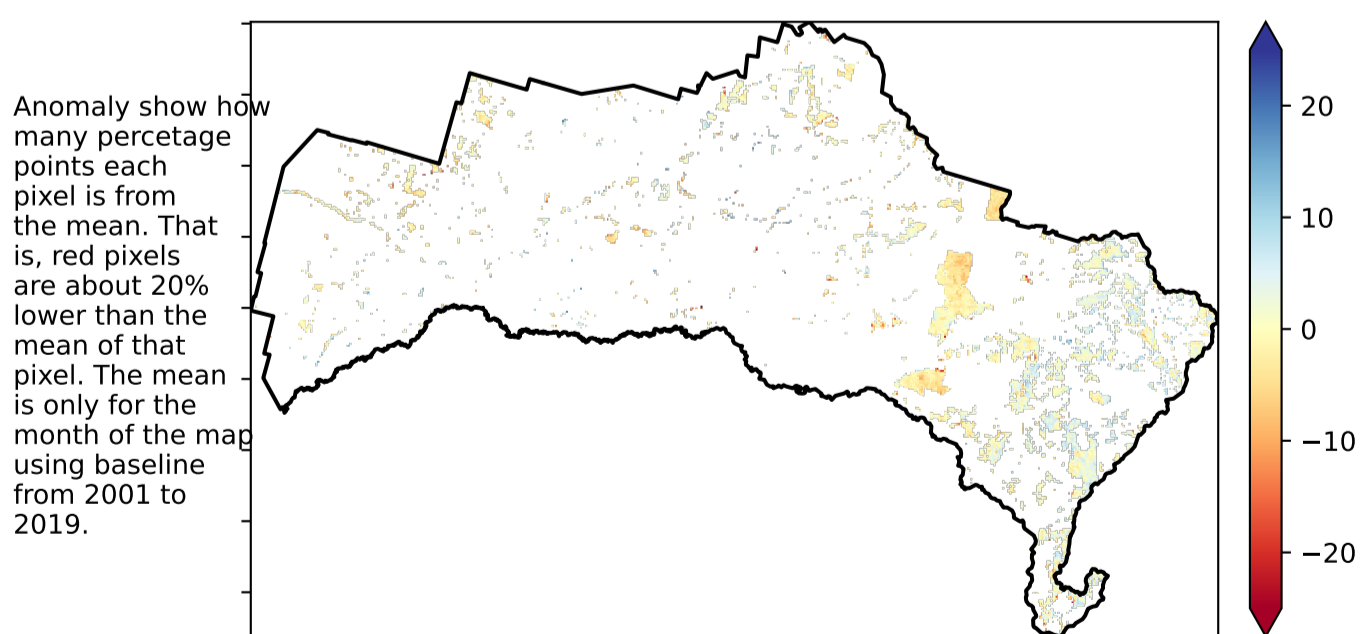 Anomaly show how
many percetage
points each
pixel is from
the mean. That
is, red pixels
are about 20%
lower than the
mean of that
pixel. The mean
is only for the
month of the map
using baseline
from 2001 to
2019.
20
10
0
−10
−20